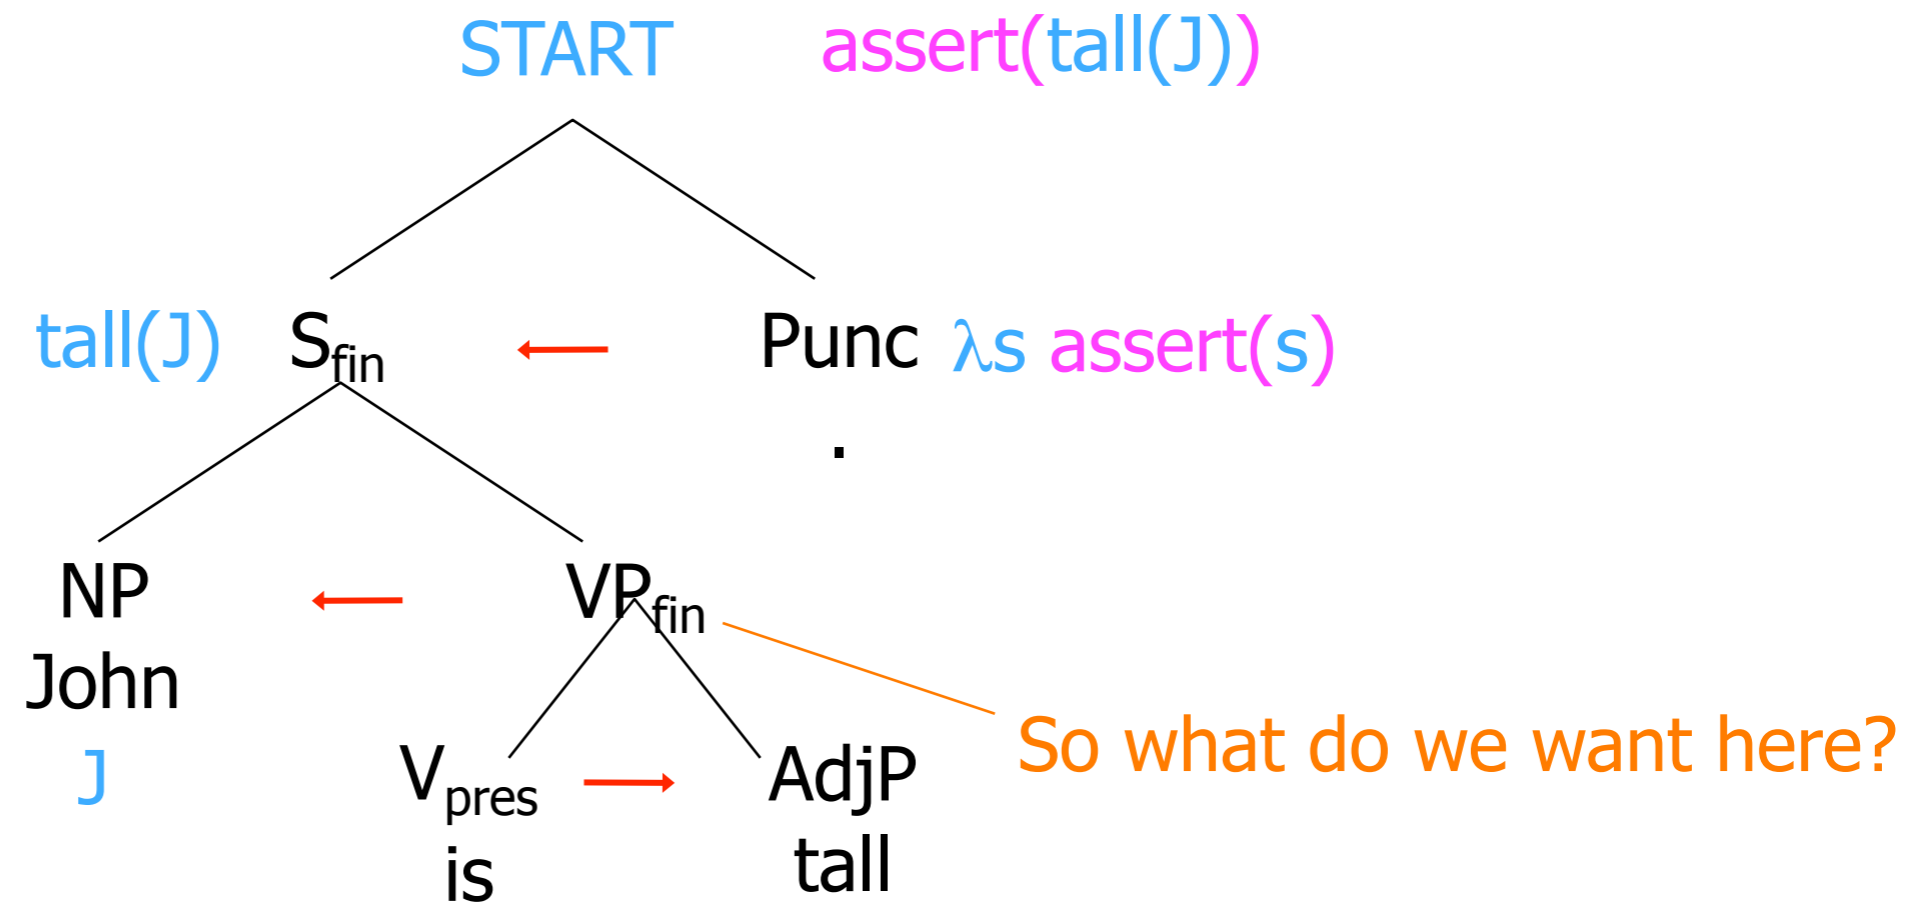 START assert(tall(J))
tall(J) S_fin Punc λs assert(s)
.
NP VP_fin
John
So what do we want here?
J V_pres AdjP
is tall